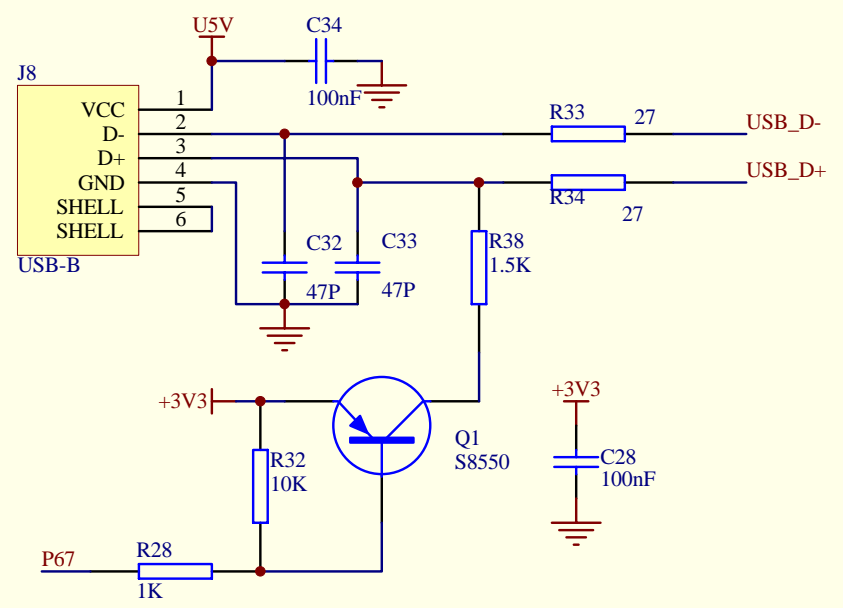 U5V
C34
100nF
J8
VCC 1
D- 2
D+ 3
GND 4
SHELL 5
SHELL 6
USB-B
R33 27 USB_D-
USB_D+
R34
27
C32 C33
47P 47P
R38
1.5K
+3V3
+3V3
Q1
S8550
R32
10K
C28
100nF
P67
R28
1K